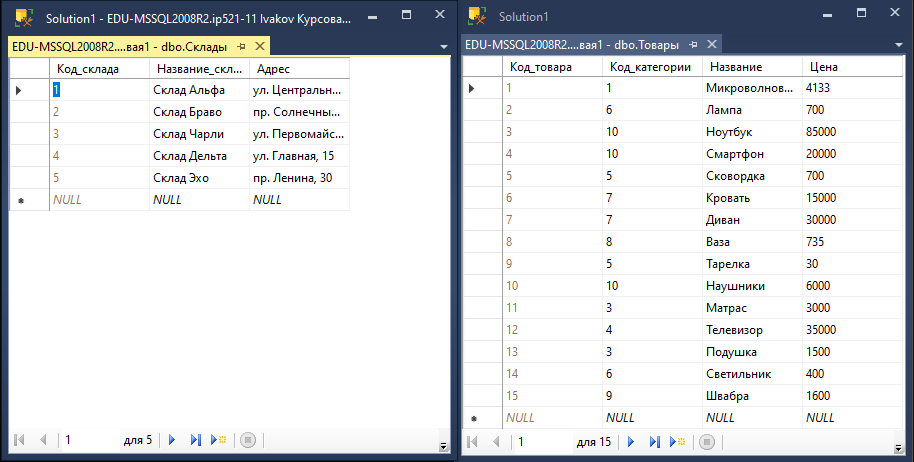 Solution1 - EDU-MSSQL2008R2.ip521-11 Ivakov Курсова...
EDU-MSSQL2008R2....вая1 - dbo.Склады
Код_склада Название_скл... Адрес
1 Склад Альфа ул. Центральн...
2 Склад Браво пр. Солнечны...
3 Склад Чарли ул. Первомайс...
4 Склад Дельта ул. Главная, 15
5 Склад Эхо пр. Ленина, 30
NULL NULL NULL
1 для 5
Solution1
EDU-MSSQL2008R2....вая1 - dbo.Товары
Код_товара Код_категории Название Цена
1 1 Микроволнов... 4133
2 6 Лампа 700
3 10 Ноутбук 85000
4 10 Смартфон 20000
5 5 Сковордка 700
6 7 Кровать 15000
7 7 Диван 30000
8 8 Ваза 735
9 5 Тарелка 30
10 10 Наушники 6000
11 3 Матрас 3000
12 4 Телевизор 35000
13 3 Подушка 1500
14 6 Светильник 400
15 9 Швабра 1600
NULL NULL NULL NULL
1 для 15